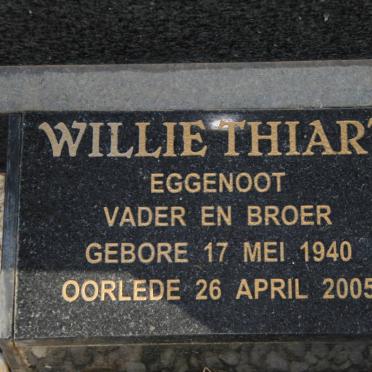 WILLIE THIART
EGGENOOT
VADER EN BROER
GEBORE 17 MEI 1940
OORLEDE 26 APRIL 2005